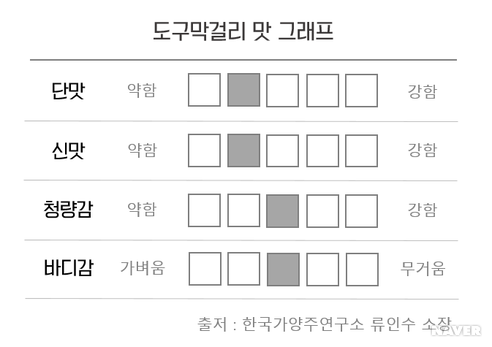 도구막걸리 맛 그래프
단맛 약함 강함
신맛 약함 강함
청량감 약함 강함
바디감 가벼움 무거움
출처 : 한국가양주연구소 류인수 소장
NAVER